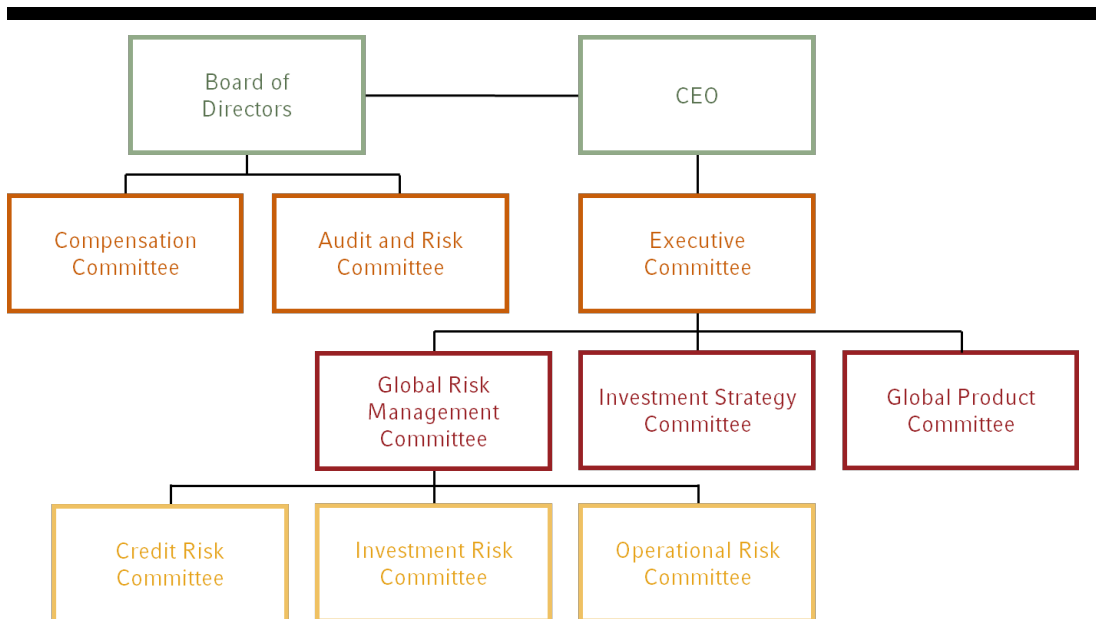 Board of
Directors
CEO
Compensation
Committee
Audit and Risk
Committee
Executive
Committee
Global Risk
Management
Committee
Investment Strategy
Committee
Global Product
Committee
Credit Risk
Committee
Investment Risk
Committee
Operational Risk
Committee